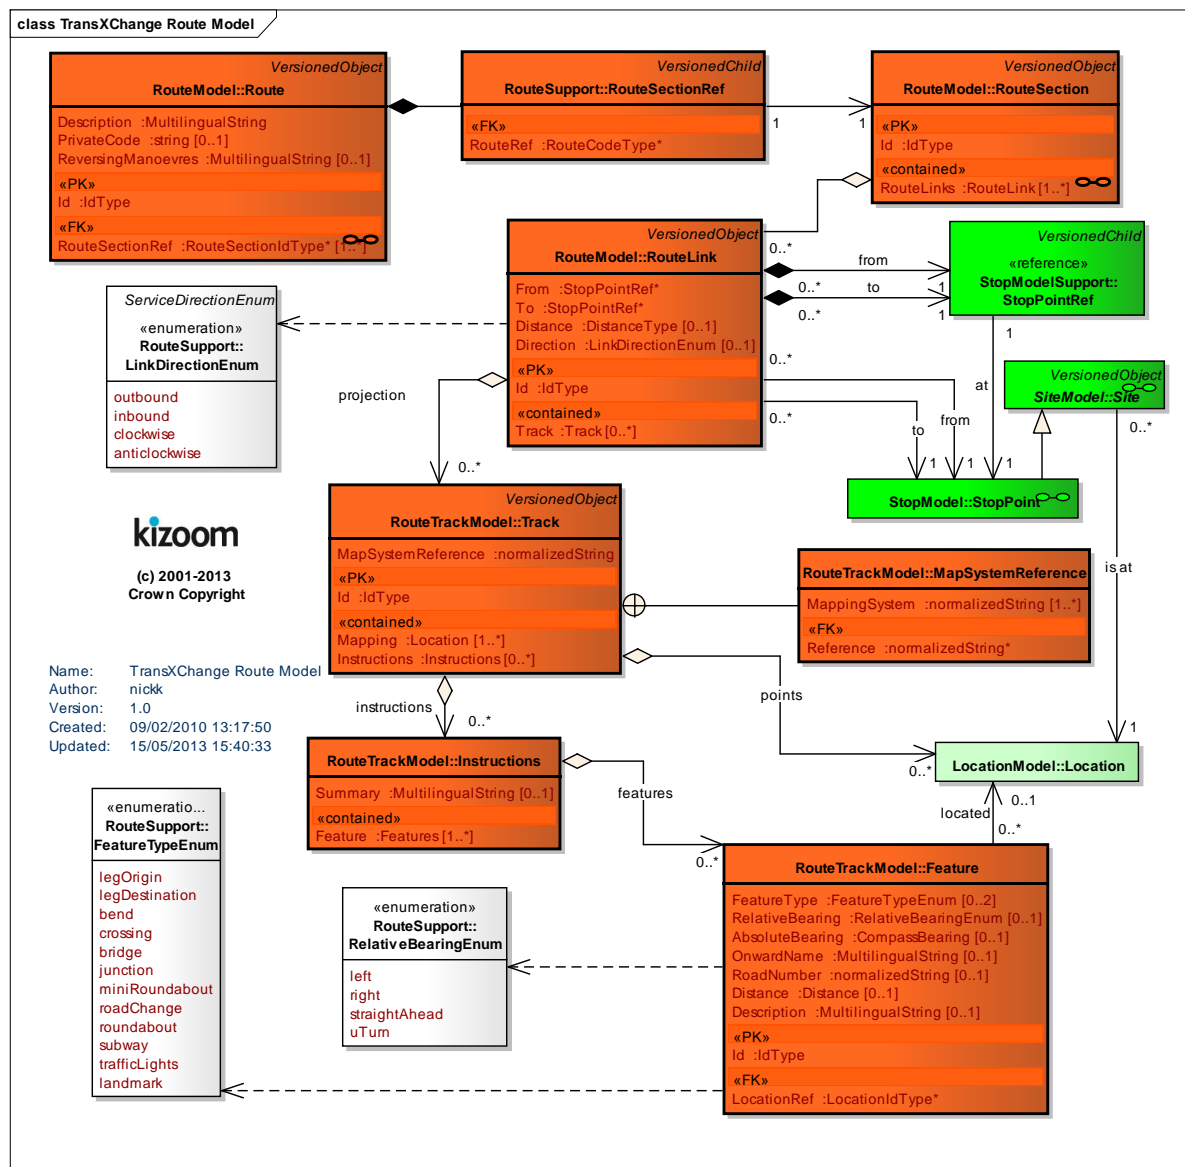 class TransXChange Route Model
VersionedObject
RouteModel::Route
Description :MultilingualString
PrivateCode :string [0..1]
ReversingManoevres :MultilingualString [0..1]
«PK»
Id :IdType
«FK»
RouteSectionRef :RouteSectionIdType* [1..*]
VersionedChild
RouteSupport::RouteSectionRef
«FK»
RouteRef :RouteCodeType*
1
1
VersionedObject
RouteModel::RouteSection
«PK»
Id :IdType
«contained»
RouteLinks :RouteLink [1..*]
0..*
VersionedObject
RouteModel::RouteLink
From :StopPointRef*
To :StopPointRef*
Distance :DistanceType [0..1]
Direction :LinkDirectionEnum [0..1]
«PK»
Id :IdType
«contained»
Track :Track [0..*]
from
0..*
1
to
0..*
1
VersionedChild
«reference»
StopModelSupport::
StopPointRef
1
at
1
0..*
from
1
0..*
to
1
ServiceDirectionEnum
«enumeration»
RouteSupport::
LinkDirectionEnum
outbound
inbound
clockwise
anticlockwise
projection
0..*
VersionedObject
SiteModel::Site
0..*
is at
1
StopModel::StopPoint
kizoom
(c) 2001-2013
Crown Copyright
VersionedObject
RouteTrackModel::Track
MapSystemReference :normalizedString
«PK»
Id :IdType
«contained»
Mapping :Location [1..*]
Instructions :Instructions [0..*]
RouteTrackModel::MapSystemReference
MappingSystem :normalizedString [1..*]
«FK»
Reference :normalizedString*
Name: TransXChange Route Model
Author: nickk
Version: 1.0
Created: 09/02/2010 13:17:50
Updated: 15/05/2013 15:40:33
instructions
0..*
points
0..*
LocationModel::Location
0..1
located
0..*
RouteTrackModel::Instructions
Summary :MultilingualString [0..1]
«contained»
Feature :Features [1..*]
features
0..*
«enumeratio...
RouteSupport::
FeatureTypeEnum
legOrigin
legDestination
bend
crossing
bridge
junction
miniRoundabout
roadChange
roundabout
subway
trafficLights
landmark
«enumeration»
RouteSupport::
RelativeBearingEnum
left
right
straightAhead
uTurn
RouteTrackModel::Feature
FeatureType :FeatureTypeEnum [0..2]
RelativeBearing :RelativeBearingEnum [0..1]
AbsoluteBearing :CompassBearing [0..1]
OnwardName :MultilingualString [0..1]
RoadNumber :normalizedString [0..1]
Distance :Distance [0..1]
Description :MultilingualString [0..1]
«PK»
Id :IdType
«FK»
LocationRef :LocationIdType*